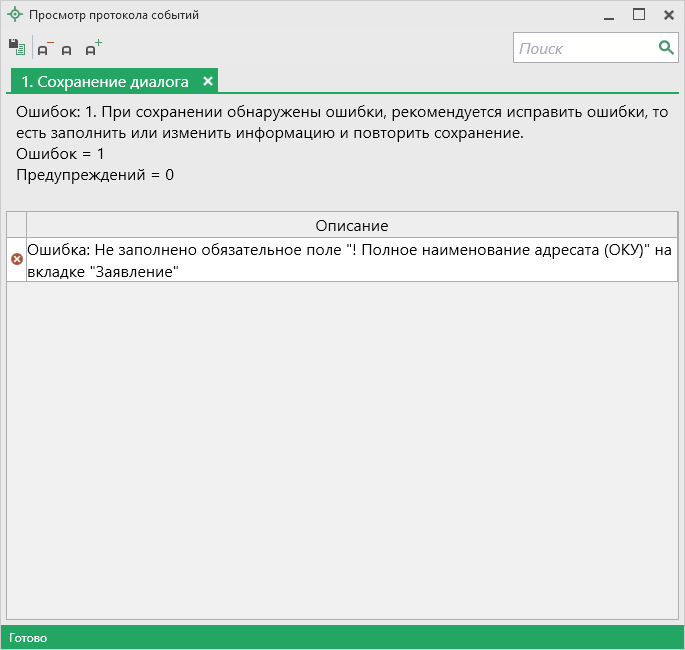 Просмотр протокола событий
Поиск
1. Сохранение диалога
Ошибок: 1. При сохранении обнаружены ошибки, рекомендуется исправить ошибки, то
есть заполнить или изменить информацию и повторить сохранение.
Ошибок = 1
Предупреждений = 0
Описание
Ошибка: Не заполнено обязательное поле "! Полное наименование адресата (ОКУ)" на
вкладке "Заявление"
Готово